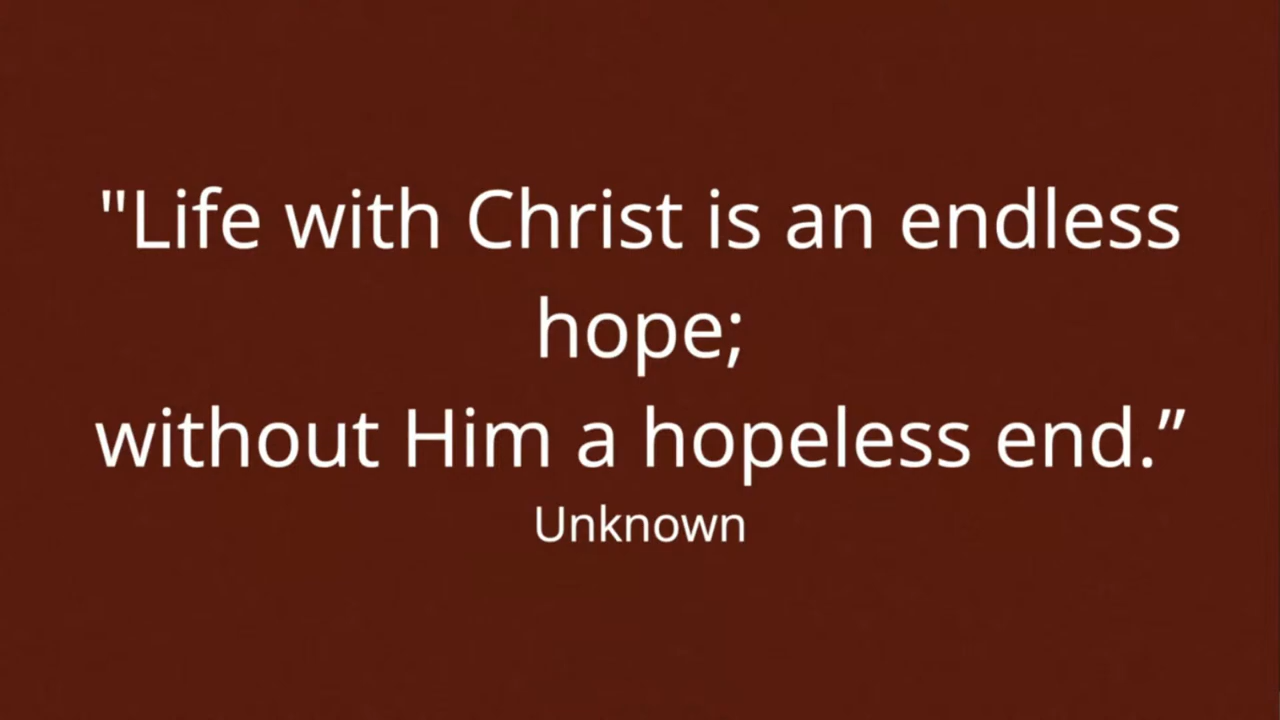 "Life with Christ is an endless
hope;
without Him a hopeless end.”
Unknown